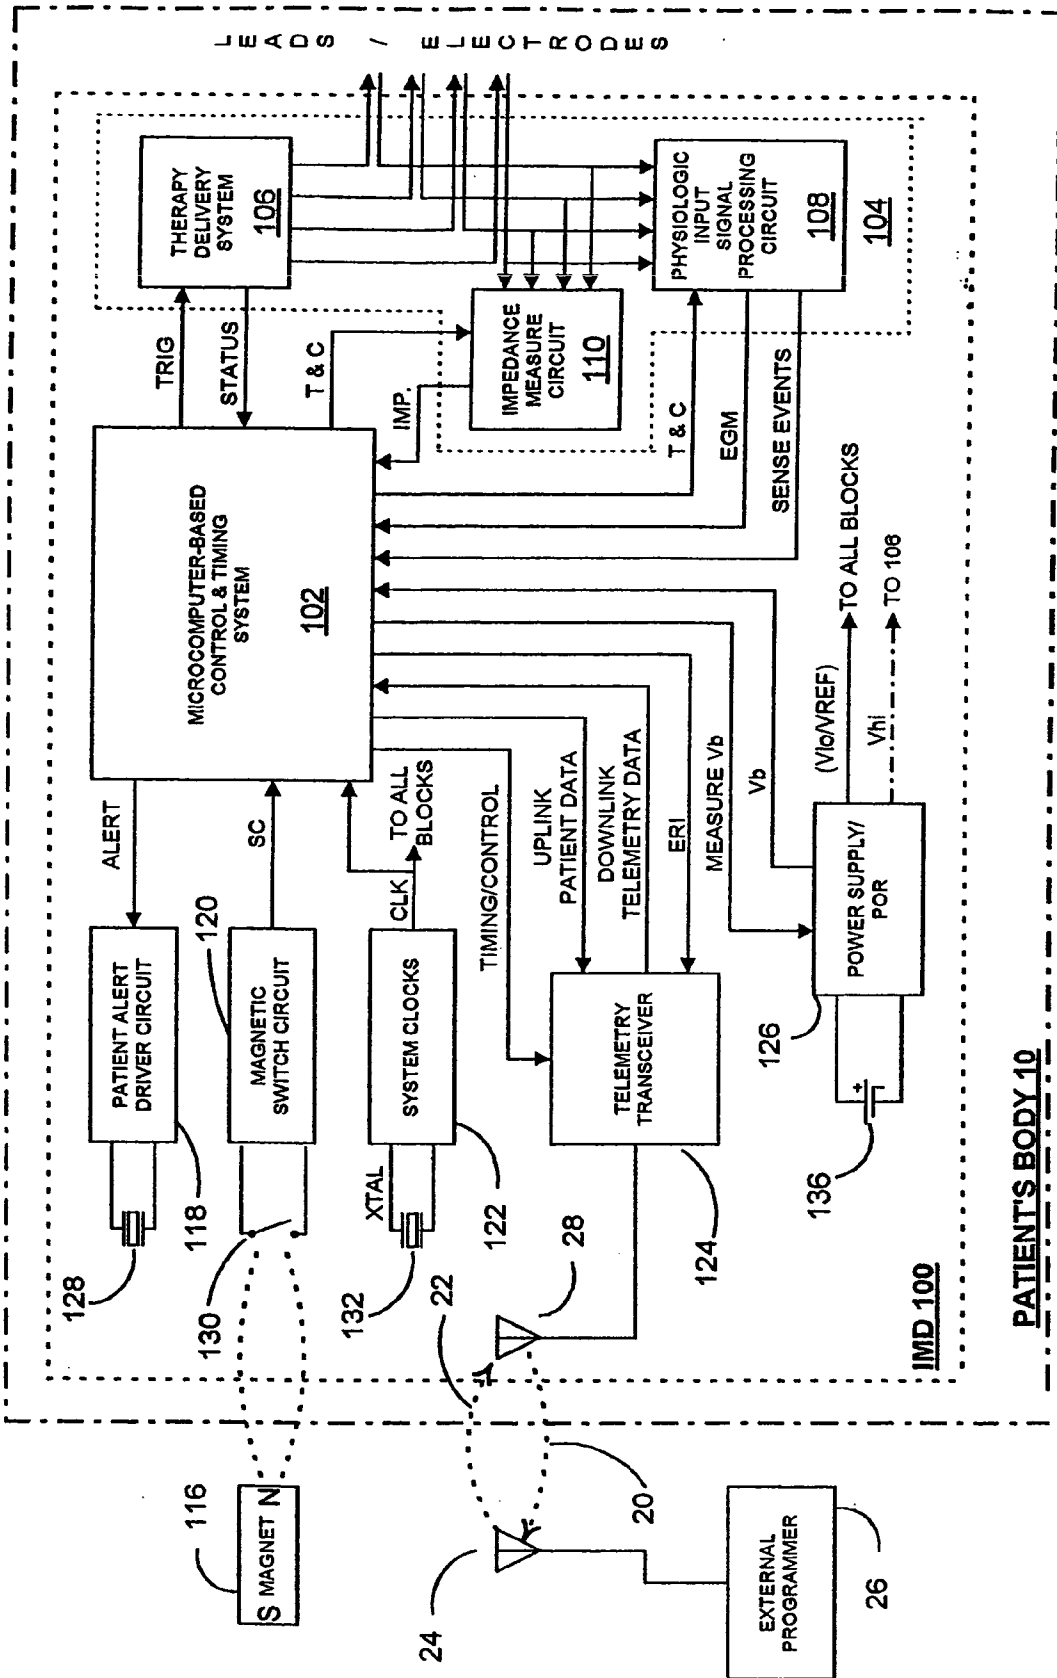 LEADS / ELECTRODES
THERAPY
DELIVERY
SYSTEM
106
PHYSIOLOGIC
INPUT
SIGNAL
PROCESSING
CIRCUIT
108
104
TRIG
STATUS
T & C
IMPEDANCE
MEASURE
CIRCUIT
110
IMP.
T & C
EGM
SENSE EVENTS
MICROCOMPUTER-BASED
CONTROL & TIMING
SYSTEM
102
ALERT
SC
CLK
TO ALL
BLOCKS
TIMING/CONTROL
UPLINK
PATIENT DATA
DOWNLINK
TELEMETRY DATA
ERI
MEASURE Vb
Vb
(Vlo/VREF)
TO ALL BLOCKS
Vhi
TO 106
PATIENT ALERT
DRIVER CIRCUIT
120
MAGNETIC
SWITCH CIRCUIT
SYSTEM CLOCKS
TELEMETRY
TRANSCEIVER
126
POWER SUPPLY/
POR
128
118
130
XTAL
132
122
22
28
124
+
136
IMD 100
PATIENT'S BODY 10
116
S MAGNET N
24
20
EXTERNAL
PROGRAMMER
26